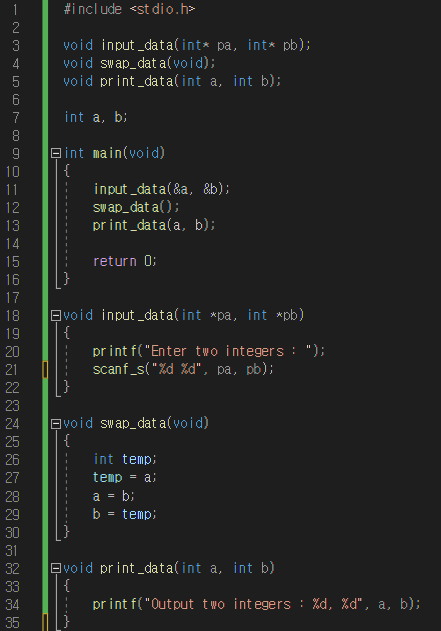 1 #include <stdio.h>
2
3 void input_data(int* pa, int* pb);
4 void swap_data(void);
5 void print_data(int a, int b);
6
7 int a, b;
8
9 int main(void)
10 {
11 input_data(&a, &b);
12 swap_data();
13 print_data(a, b);
14
15 return 0;
16 }
17
18 void input_data(int *pa, int *pb)
19 {
20 printf("Enter two integers : ");
21 scanf_s("%d %d", pa, pb);
22 }
23
24 void swap_data(void)
25 {
26 int temp;
27 temp = a;
28 a = b;
29 b = temp;
30 }
31
32 void print_data(int a, int b)
33 {
34 printf("Output two integers : %d, %d", a, b);
35 }